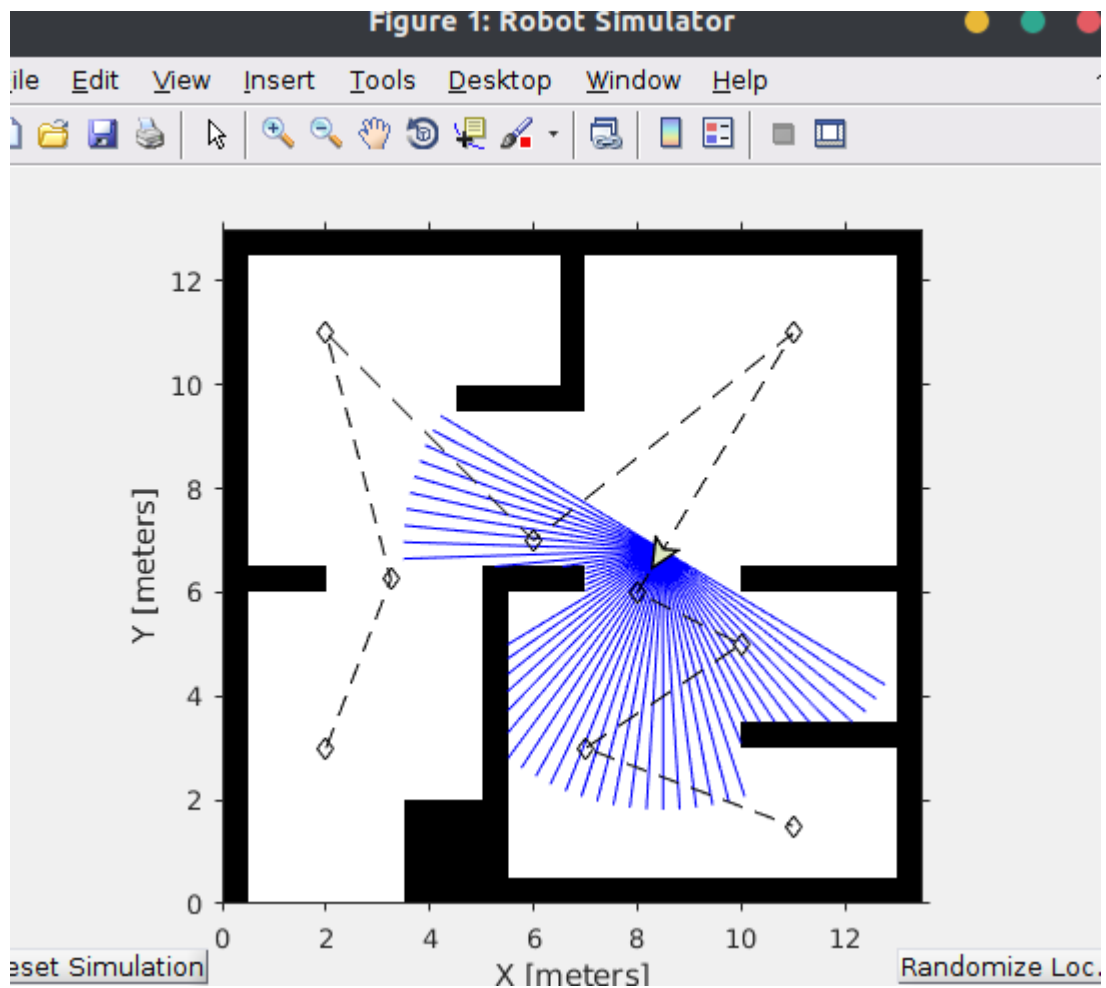 Figure 1: Robot Simulator
ile Edit View Insert Tools Desktop Window Help
12
10
8
6
4
2
0
Y [meters]
0 2 4 6 8 10 12
X [meters]
eset Simulation
Randomize Loc.